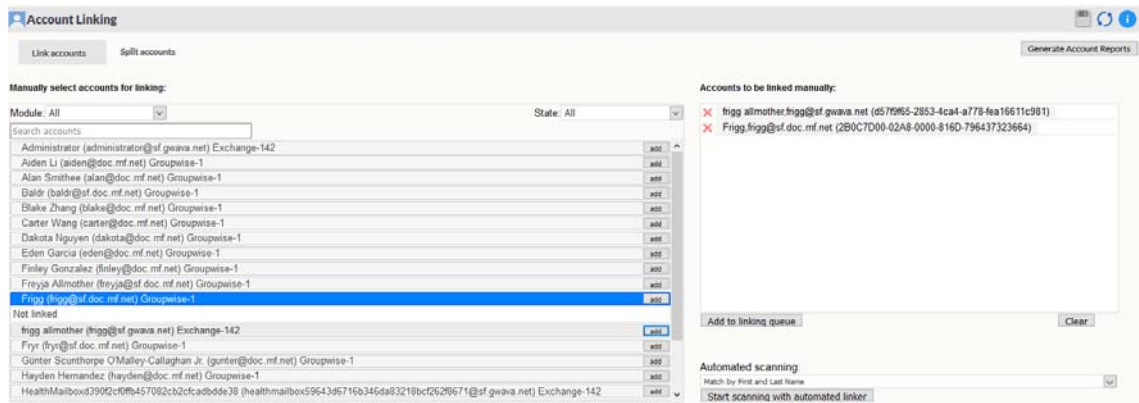 Account Linking
Link accounts
Split accounts
Generate Account Reports
Manually select accounts for linking:
Module: All
State: All
Search accounts
Administrator (administrator@sf.gwava.net) Exchange-142 add
Aiden Li (aiden@doc.mf.net) Groupwise-1 add
Alan Smithee (alan@doc.mf.net) Groupwise-1 add
Baldr (baldr@sf.doc.mf.net) Groupwise-1 add
Blake Zhang (blake@doc.mf.net) Groupwise-1 add
Carter Wang (carter@doc.mf.net) Groupwise-1 add
Dakota Nguyen (dakota@doc.mf.net) Groupwise-1 add
Eden Garcia (eden@doc.mf.net) Groupwise-1 add
Finley Gonzalez (finley@doc.mf.net) Groupwise-1 add
Freyja Allmother (freyja@sf.doc.mf.net) Groupwise-1 add
Frigg (frigg@sf.doc.mf.net) Groupwise-1 add
Not linked
frigg allmother (frigg@sf.gwava.net) Exchange-142 add
Fryr (fryr@sf.doc.mf.net) Groupwise-1 add
Günter Scunthorpe O'Malley-Callaghan Jr. (gunter@doc.mf.net) Groupwise-1 add
Hayden Hernandez (hayden@doc.mf.net) Groupwise-1 add
HealthMailboxd390f2cf0ffb457082cb2cfcadbdde38 (healthmailbox59643d6716b346da83218bcf262f8671@sf.gwava.net) Exchange-142 add
Accounts to be linked manually:
frigg allmother,frigg@sf.gwava.net (d57f9f65-2853-4ca4-a778-fea16611c981)
Frigg,frigg@sf.doc.mf.net (2B0C7D00-02A8-0000-816D-796437323664)
Add to linking queue
Clear
Automated scanning:
Match by First and Last Name
Start scanning with automated linker